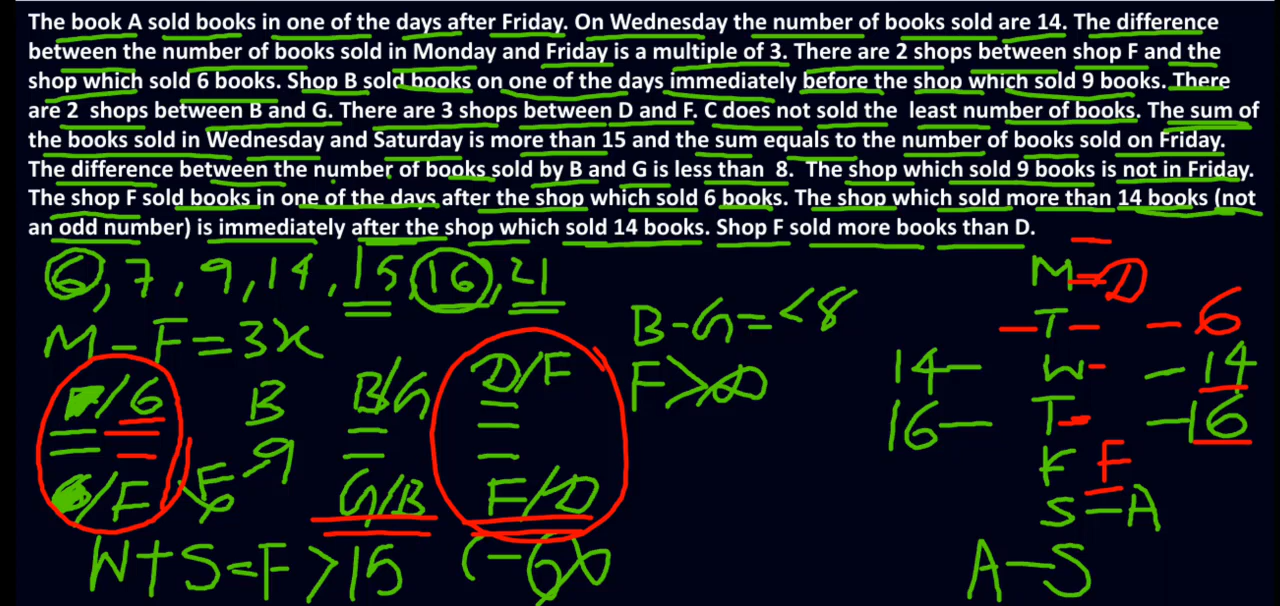 The book A sold books in one of the days after Friday. On Wednesday the number of books sold are 14. The difference
between the number of books sold in Monday and Friday is a multiple of 3. There are 2 shops between shop F and the
shop which sold 6 books. Shop B sold books on one of the days immediately before the shop which sold 9 books. There
are 2 shops between B and G. There are 3 shops between D and F. C does not sold the least number of books. The sum of
the books sold in Wednesday and Saturday is more than 15 and the sum equals to the number of books sold on Friday.
The difference between the number of books sold by B and G is less than 8. The shop which sold 9 books is not in Friday.
The shop F sold books in one of the days after the shop which sold 6 books. The shop which sold more than 14 books (not
an odd number) is immediately after the shop which sold 14 books. Shop F sold more books than D.
6, 7, 9, 14, 15, 16, 21
M = D
M - F = 3x
B - G = <8
- T - - 6
14 - W - - 14
/6 B B/G D/F F > D
16 - T - - 16
9
F F
/F 6 G/B F/D
S - A
W + S = F > 15
A - S